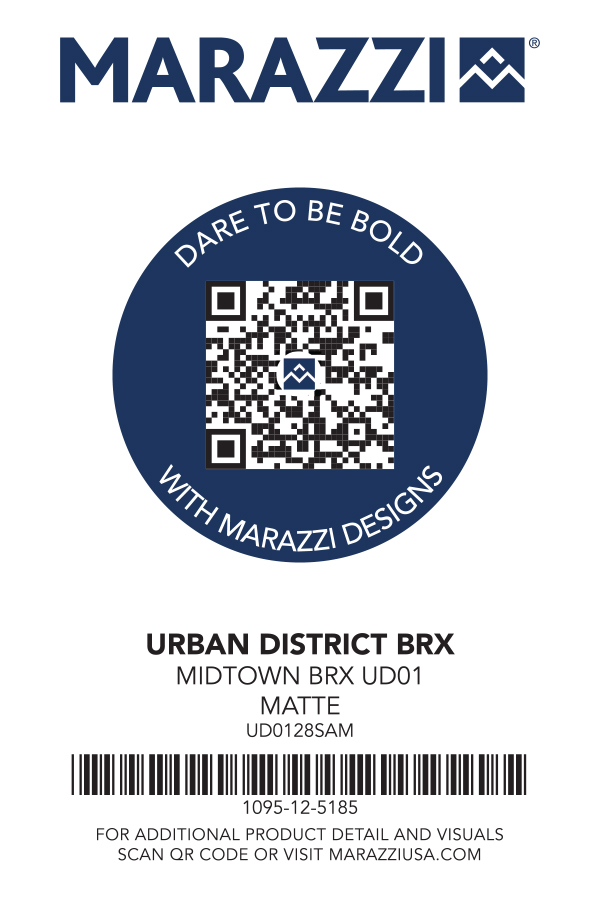 MARAZZI®
DARE TO BE BOLD
WITH MARAZZI DESIGNS
URBAN DISTRICT BRX
MIDTOWN BRX UD01
MATTE
UD0128SAM
1095-12-5185
FOR ADDITIONAL PRODUCT DETAIL AND VISUALS
SCAN QR CODE OR VISIT MARAZZIUSA.COM